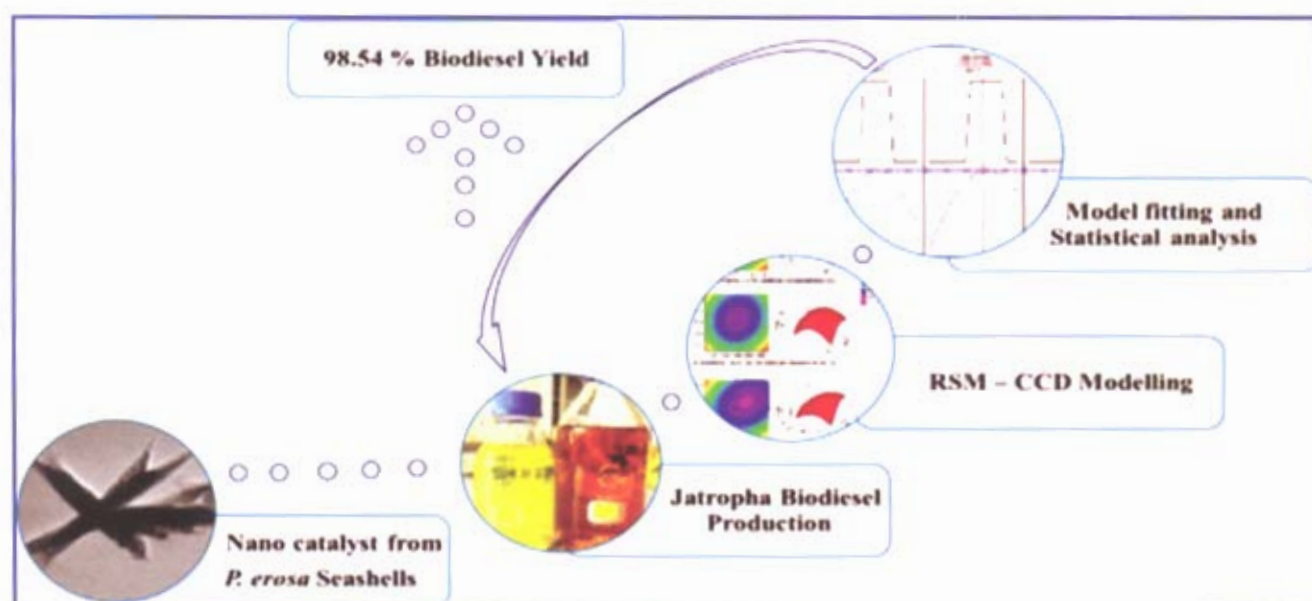 98.54 % Biodiesel Yield
Model fitting and
Statistical analysis
RSM – CCD Modelling
Jatropha Biodiesel
Production
Nano catalyst from
P. erosa Seashells